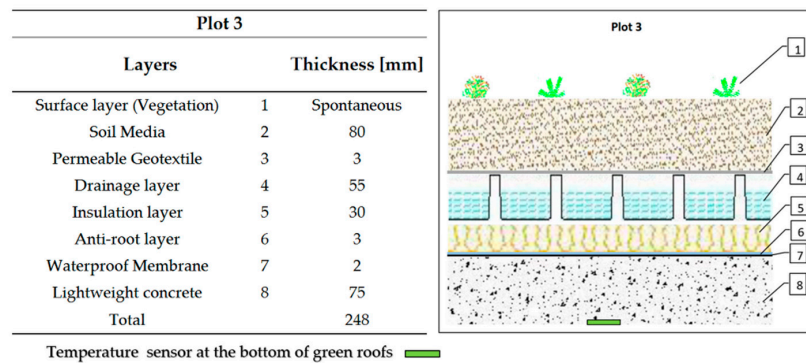 Plot 3
Layers Thickness [mm]
Surface layer (Vegetation) 1 Spontaneous
Soil Media 2 80
Permeable Geotextile 3 3
Drainage layer 4 55
Insulation layer 5 30
Anti-root layer 6 3
Waterproof Membrane 7 2
Lightweight concrete 8 75
Total 248
Plot 3
1
2
3
4
5
6
7
8
Temperature sensor at the bottom of green roofs